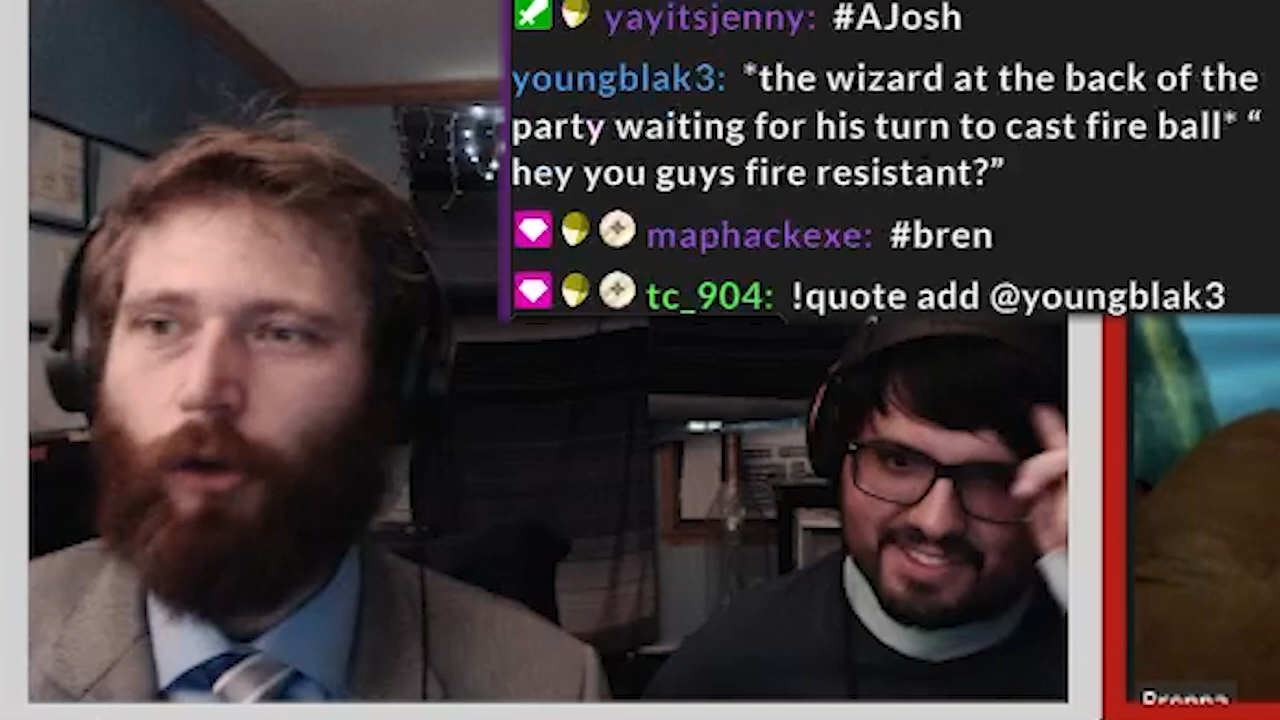 yayitsjenny: #AJosh
youngblak3: *the wizard at the back of the
party waiting for his turn to cast fire ball* “
hey you guys fire resistant?”
maphackexe: #bren
tc_904: !quote add @youngblak3